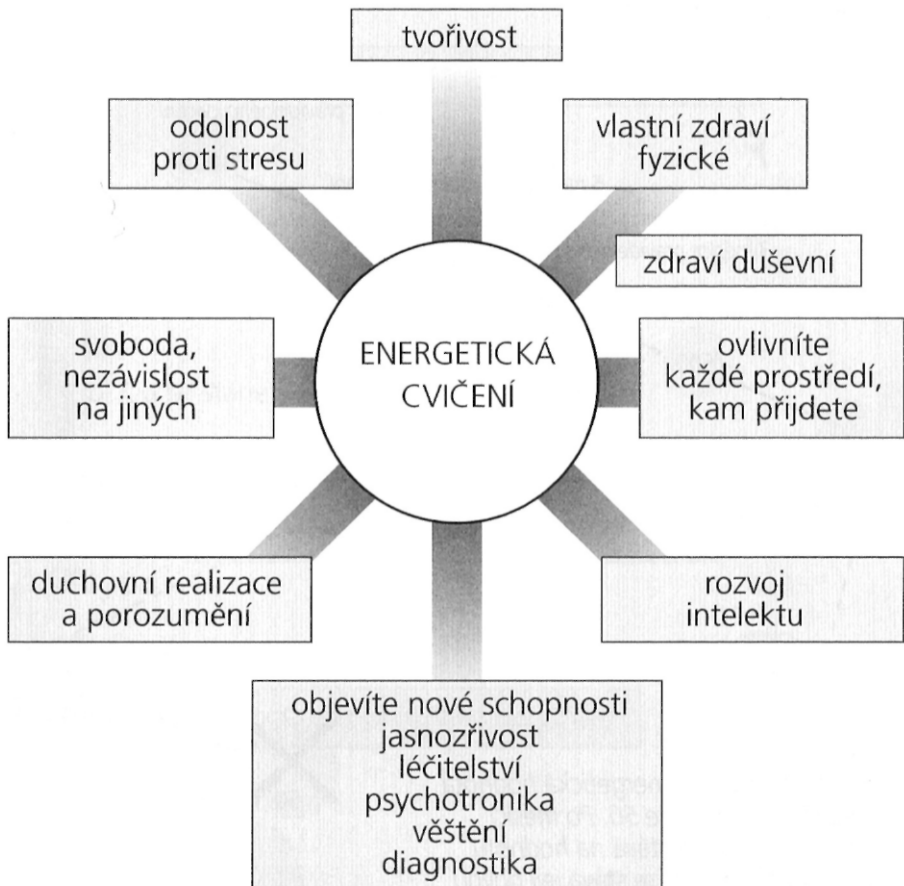 tvořivost
odolnost
proti stresu
vlastní zdraví
fyzické
zdraví duševní
svoboda,
nezávislost
na jiných
ENERGETICKÁ
CVIČENÍ
ovlivníte
každé prostředí,
kam přijdete
duchovní realizace
a porozumění
rozvoj
intelektu
objevíte nové schopnosti
jasnozřivost
léčitelství
psychotronika
věštění
diagnostika